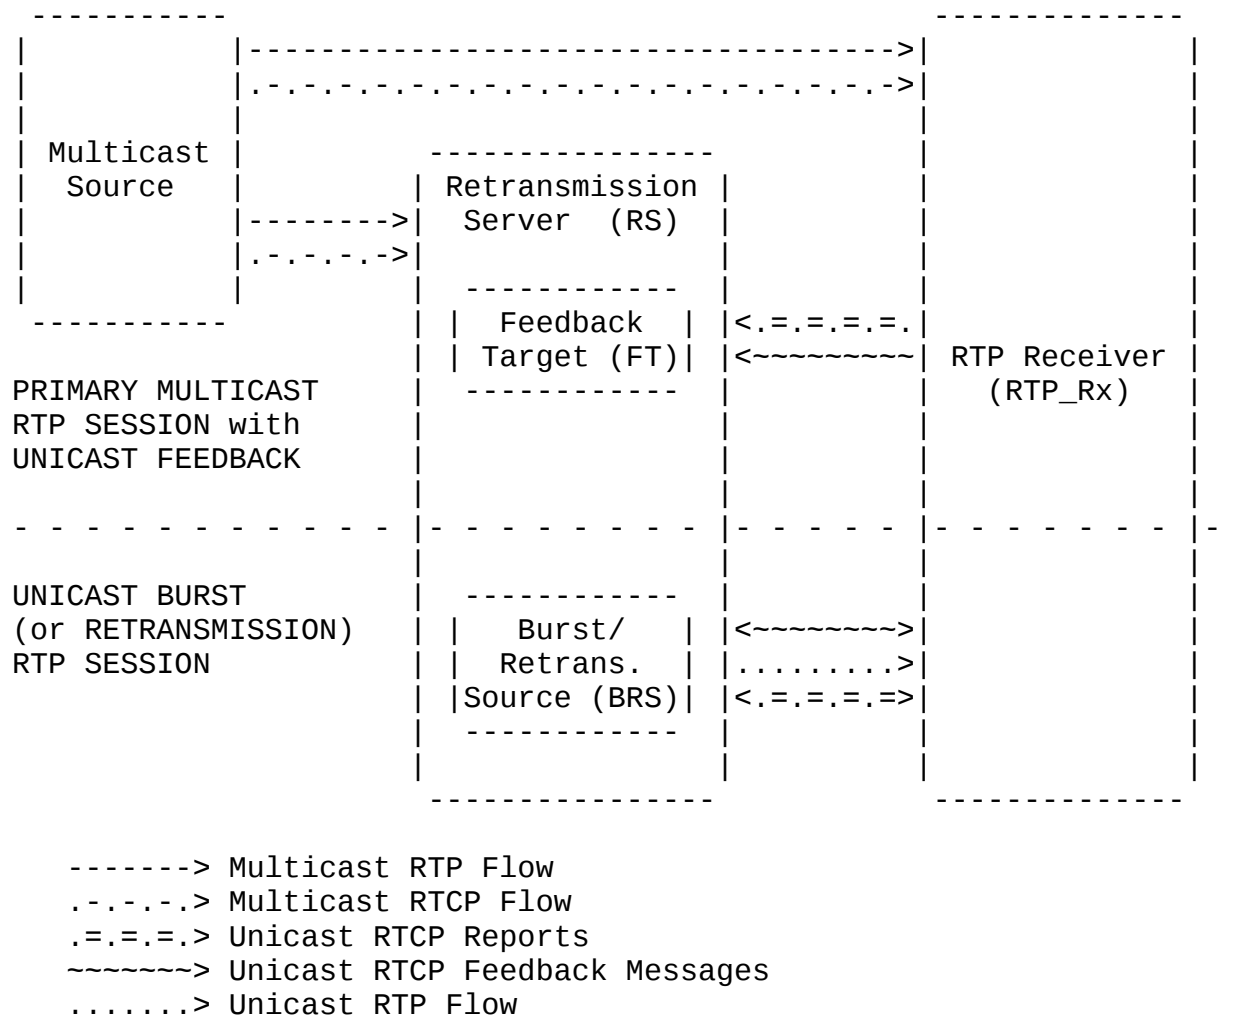 Multicast
Source
Retransmission
Server (RS)
Feedback
Target (FT)
RTP Receiver
(RTP_Rx)
PRIMARY MULTICAST
RTP SESSION with
UNICAST FEEDBACK
UNICAST BURST
(or RETRANSMISSION)
RTP SESSION
Burst/
Retrans.
Source (BRS)
-------> Multicast RTP Flow
.-.-.-.> Multicast RTCP Flow
.=.=.=.> Unicast RTCP Reports
~~~~~~~> Unicast RTCP Feedback Messages
.......> Unicast RTP Flow